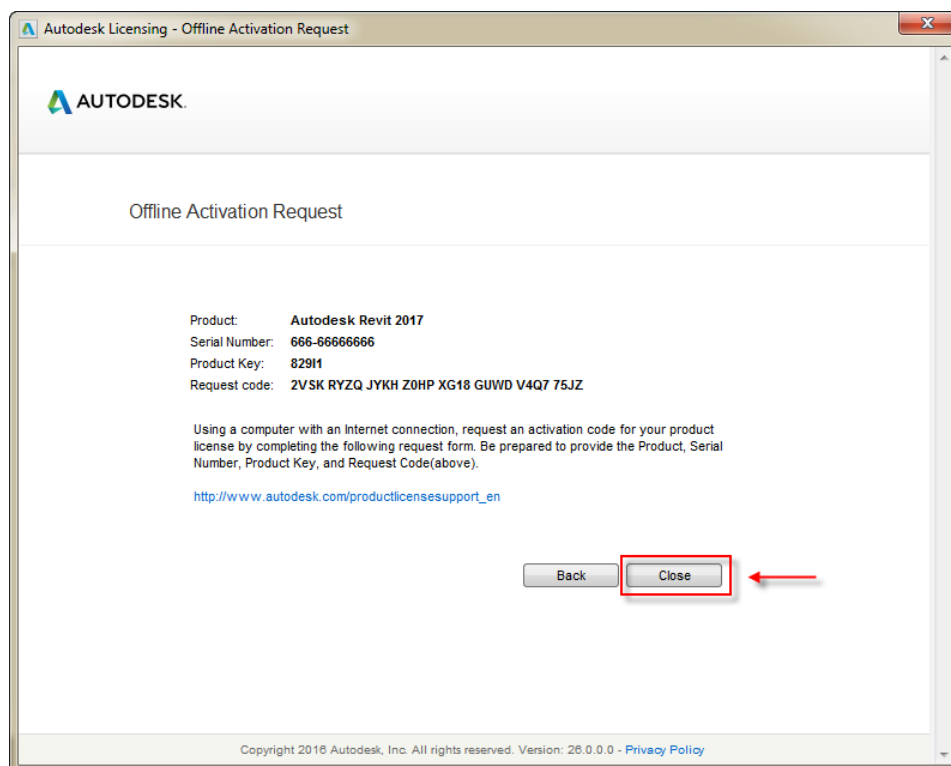 Autodesk Licensing - Offline Activation Request
AUTODESK.
Offline Activation Request
Product: Autodesk Revit 2017
Serial Number: 666-66666666
Product Key: 829I1
Request code: 2VSK RYZQ JYKH Z0HP XG18 GUWD V4Q7 75JZ
Using a computer with an Internet connection, request an activation code for your product
license by completing the following request form. Be prepared to provide the Product, Serial
Number, Product Key, and Request Code(above).
http://www.autodesk.com/productlicensesupport_en
Back Close
Copyright 2016 Autodesk, Inc. All rights reserved. Version: 26.0.0.0 - Privacy Policy